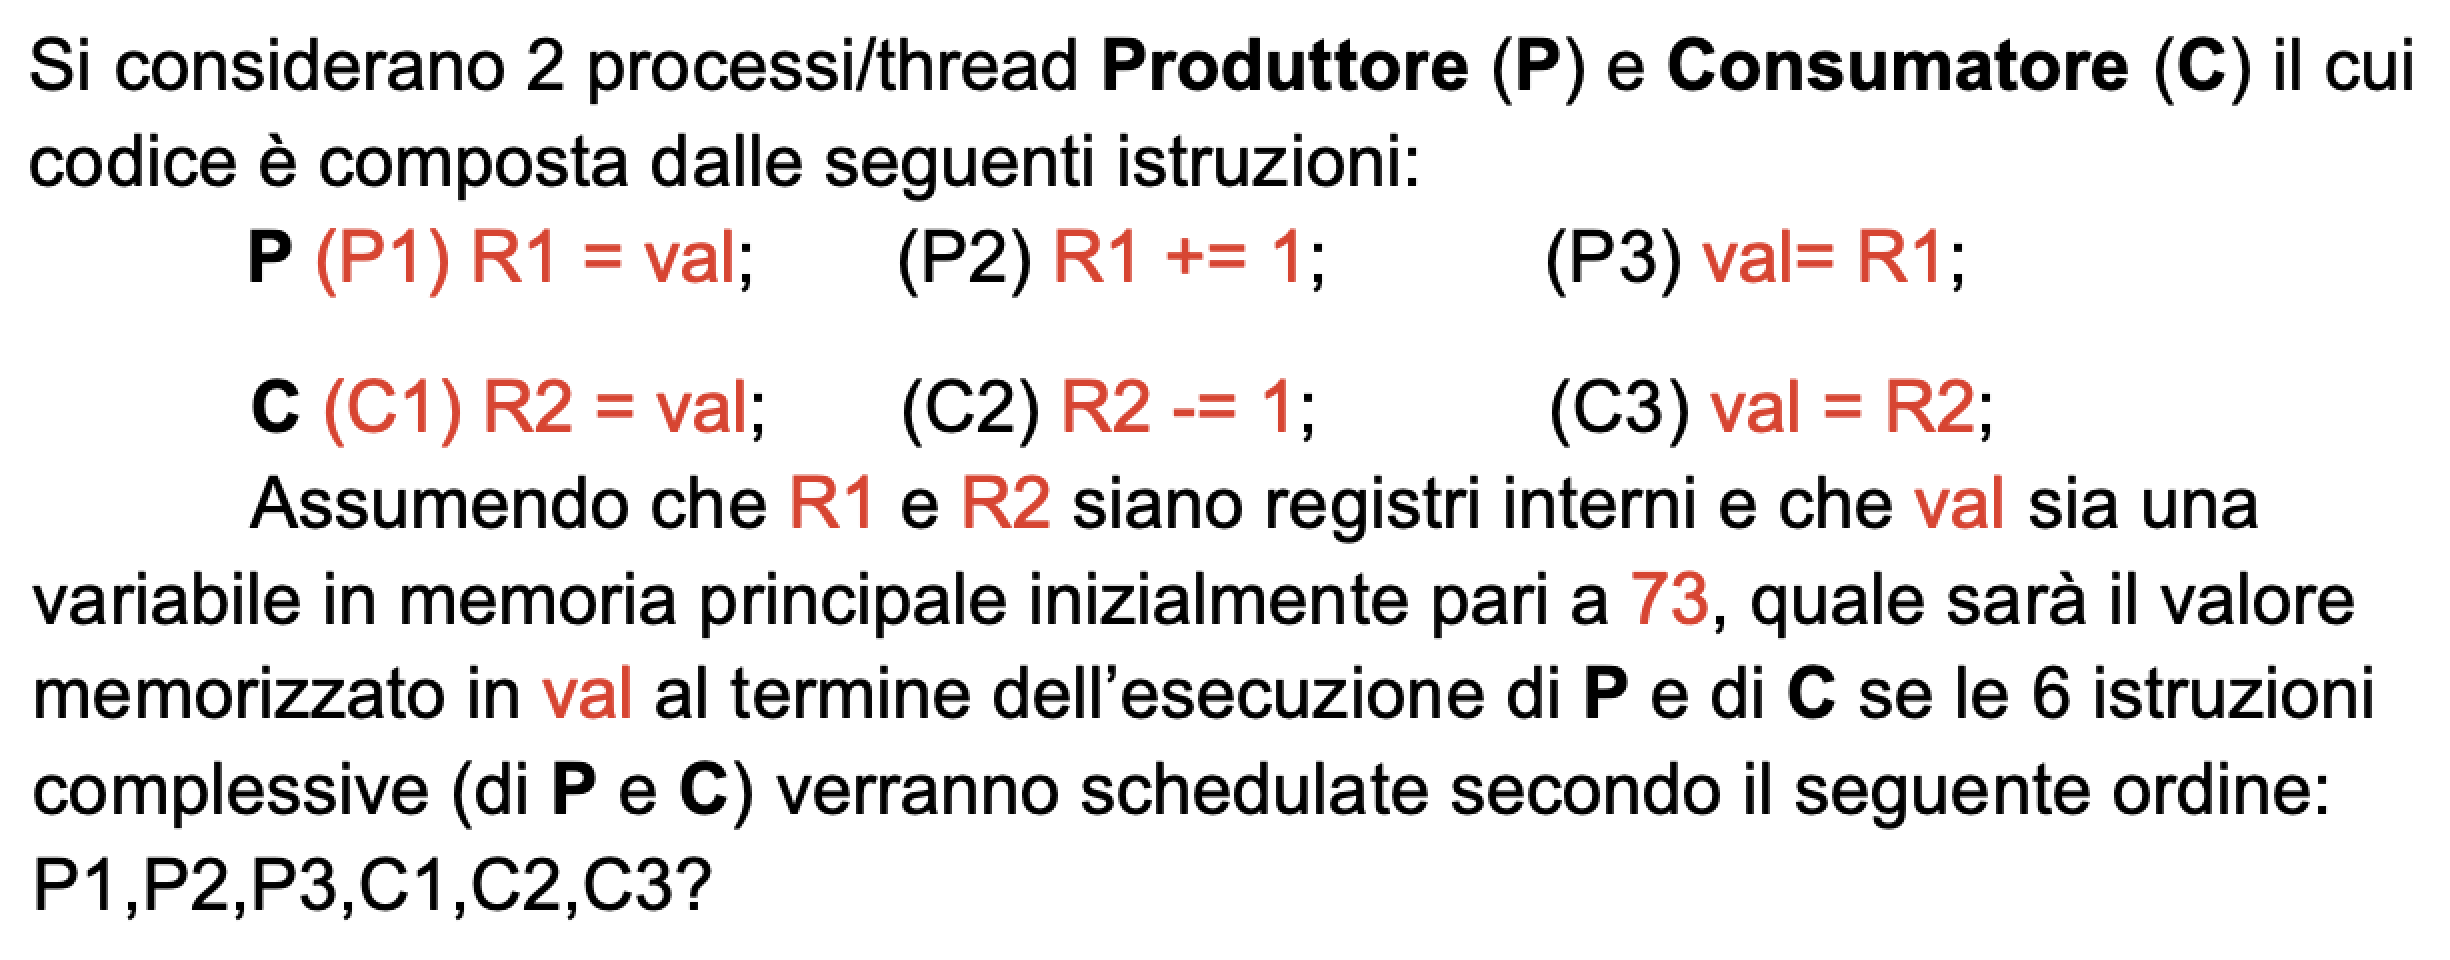 Si considerano 2 processi/thread Produttore (P) e Consumatore (C) il cui
codice è composta dalle seguenti istruzioni:
P (P1) R1 = val; (P2) R1 += 1; (P3) val= R1;
C (C1) R2 = val; (C2) R2 -= 1; (C3) val = R2;
Assumendo che R1 e R2 siano registri interni e che val sia una
variabile in memoria principale inizialmente pari a 73, quale sarà il valore
memorizzato in val al termine dell’esecuzione di P e di C se le 6 istruzioni
complessive (di P e C) verranno schedulate secondo il seguente ordine:
P1,P2,P3,C1,C2,C3?